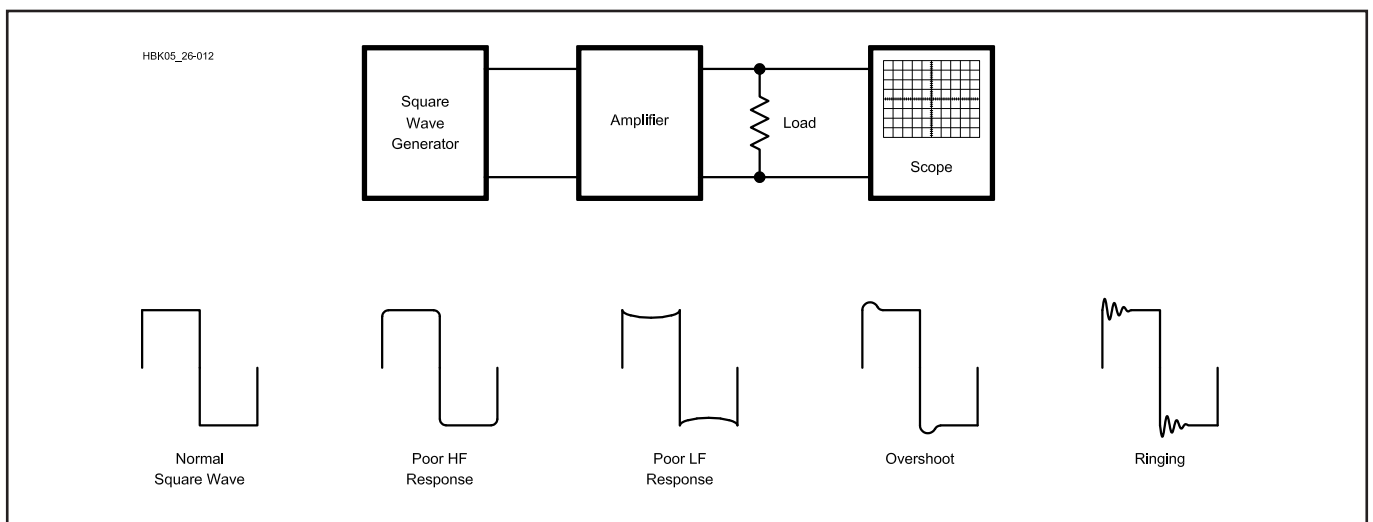 HBK05_26-012
Square
Wave
Generator
Amplifier
Load
Scope
Normal
Square Wave
Poor HF
Response
Poor LF
Response
Overshoot
Ringing